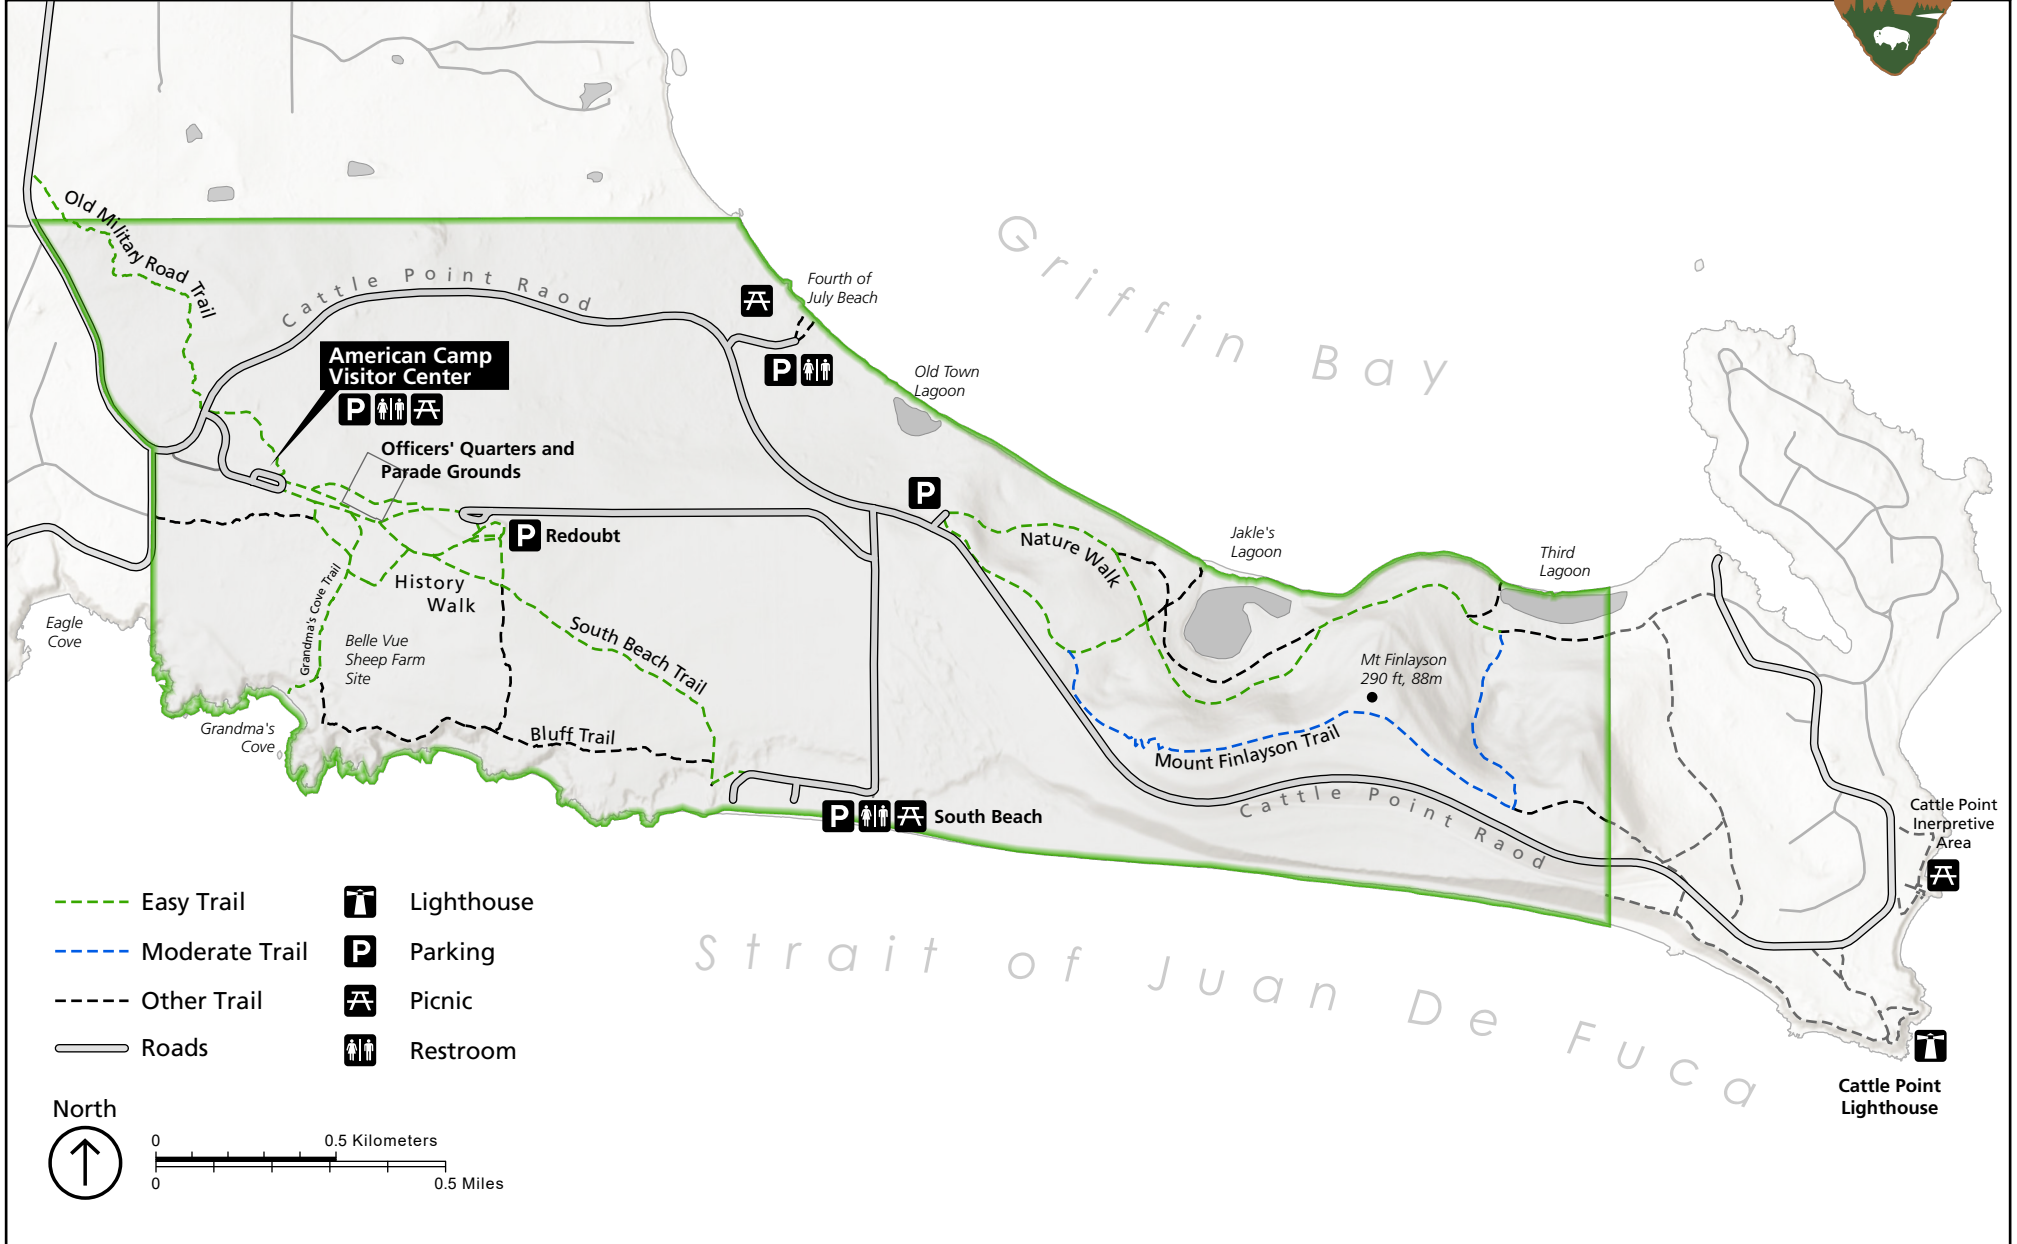 Old Military Road Trail
Cattle Point Raod
Fourth of
July Beach
Griffin Bay
American Camp
Visitor Center
P
Old Town
Lagoon
P
Officers' Quarters and
Parade Grounds
P
P
Redoubt
Nature Walk
Jakle's
Lagoon
Third
Lagoon
History
Walk
Grandma's Cove Trail
Eagle
Cove
Belle Vue
Sheep Farm
Site
South Beach Trail
Mt Finlayson
290 ft, 88m
Grandma's
Cove
Bluff Trail
Mount Finlayson Trail
Cattle Point Raod
P
South Beach
Cattle Point
Inerpretive
Area
Strait of Juan De Fuca
Cattle Point
Lighthouse
Easy Trail
Moderate Trail
Other Trail
Roads
Lighthouse
P
Parking
Picnic
Restroom
North
0
0.5 Kilometers
0
0.5 Miles